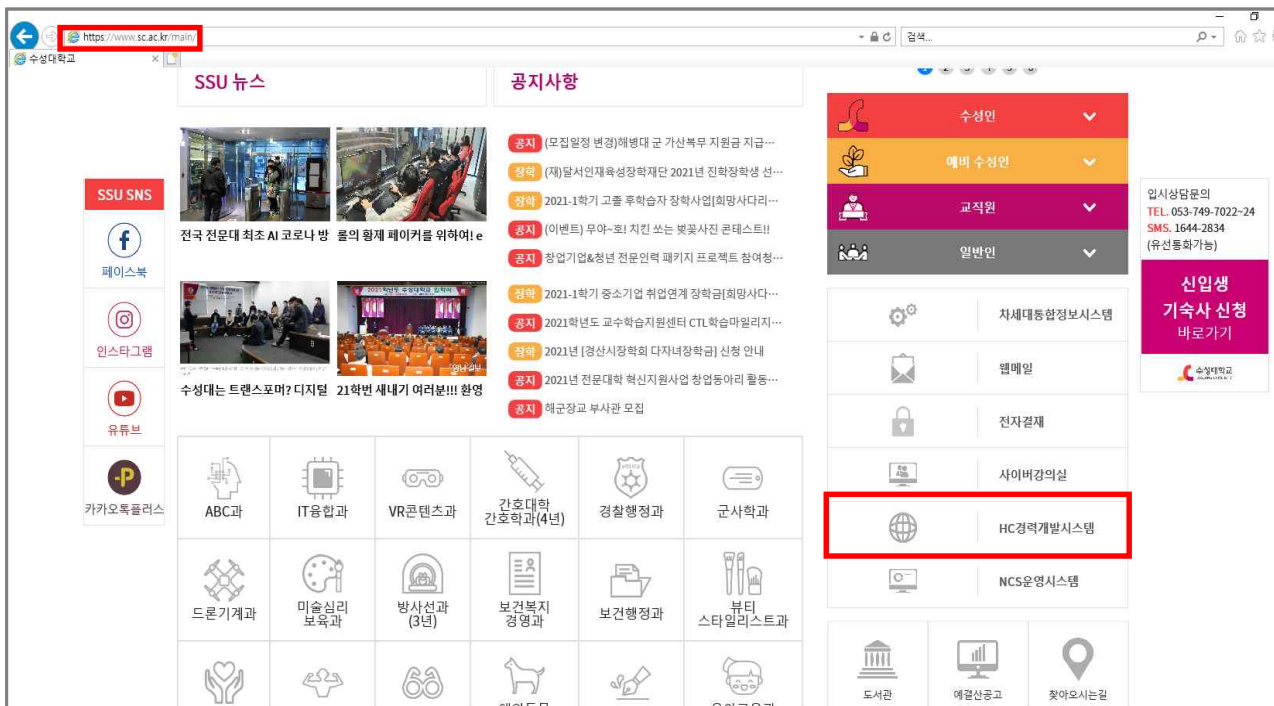 https://www.sc.ac.kr/main/
검색...
수성대학교
SSU 뉴스
공지사항
1 2 3 4 5 6
전국 전문대 최초 AI 코로나 방
롤의 황제 페이커를 위하여! e
수성대는 트랜스포머? 디지털
21학번 새내기 여러분!!! 환영
공지 (모집일정 변경)해병대 군 가산복무 지원금 지급…
장학 (재)달서인재육성장학재단 2021년 진학장학생 선…
장학 2021-1학기 고졸 후학습자 장학사업[희망사다리…
공지 (이벤트) 무야~호! 치킨 쏘는 벚꽃사진 콘테스트!!
공지 창업기업&청년 전문인력 패키지 프로젝트 참여청…
장학 2021-1학기 중소기업 취업연계 장학금[희망사다…
공지 2021학년도 교수학습지원센터 CTL학습마일리지…
장학 2021년 [경산시장학회 다자녀장학금] 신청 안내
공지 2021년 전문대학 혁신지원사업 창업동아리 활동…
공지 해군장교 부사관 모집
SSU SNS
페이스북
인스타그램
유튜브
카카오톡플러스
ABC과
IT융합과
VR콘텐츠과
간호대학
간호학과(4년)
경찰행정과
군사학과
드론기계과
미술심리
보육과
방사선과
(3년)
보건복지
경영과
보건행정과
뷰티
스타일리스트과
수성인
예비 수성인
교직원
일반인
차세대통합정보시스템
웹메일
전자결재
사이버강의실
HC경력개발시스템
NCS운영시스템
도서관
예결산공고
찾아오시는길
입시상담문의
TEL. 053-749-7022~24
SMS. 1644-2834
(유선통화가능)
신입생
기숙사 신청
바로가기
수성대학교